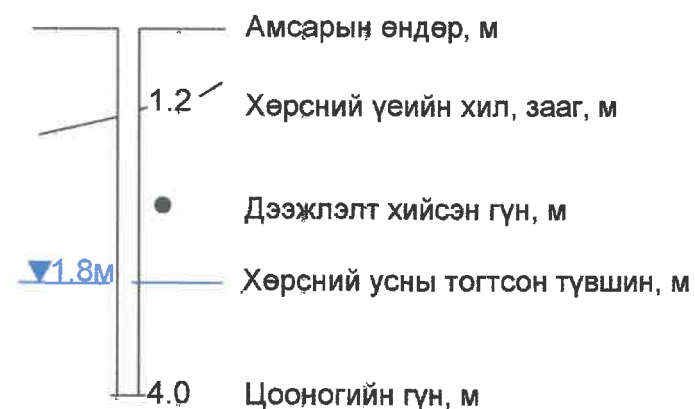 Амсарын өндөр, м
1.2 Хөрсний үеийн хил, зааг, м
Дээжлэлт хийсэн гүн, м
1.8м Хөрсний усны тогтсон түвшин, м
4.0 Цооногийн гүн, м